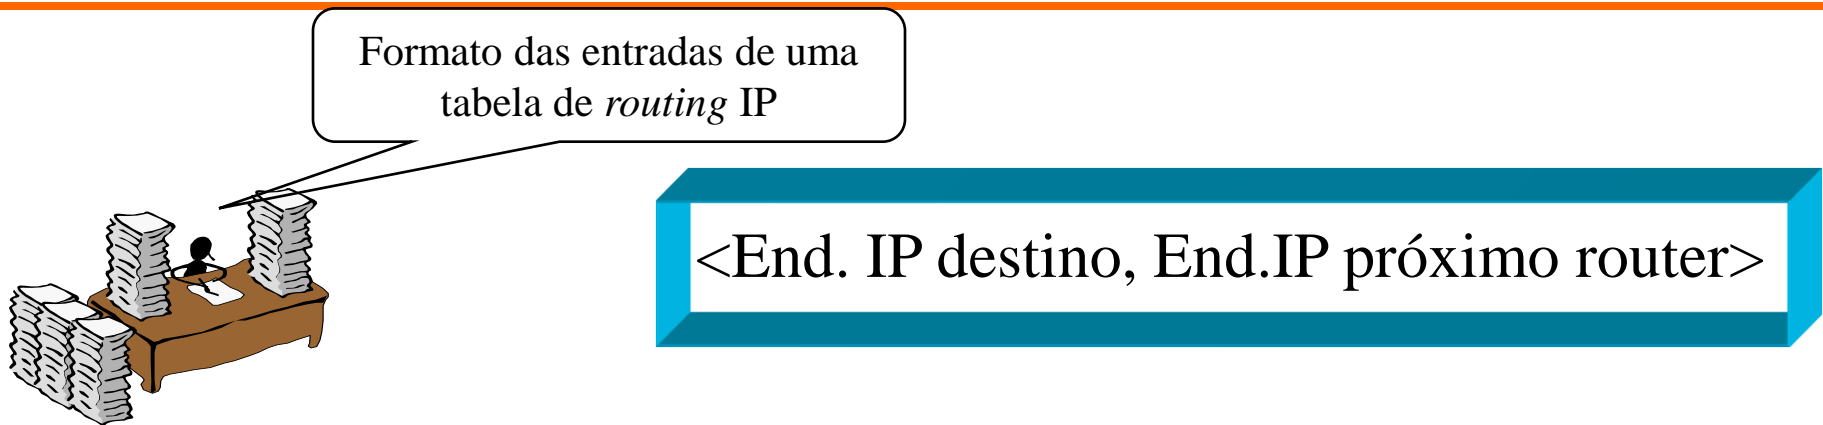 Formato das entradas de uma
tabela de routing IP
<End. IP destino, End.IP próximo router>